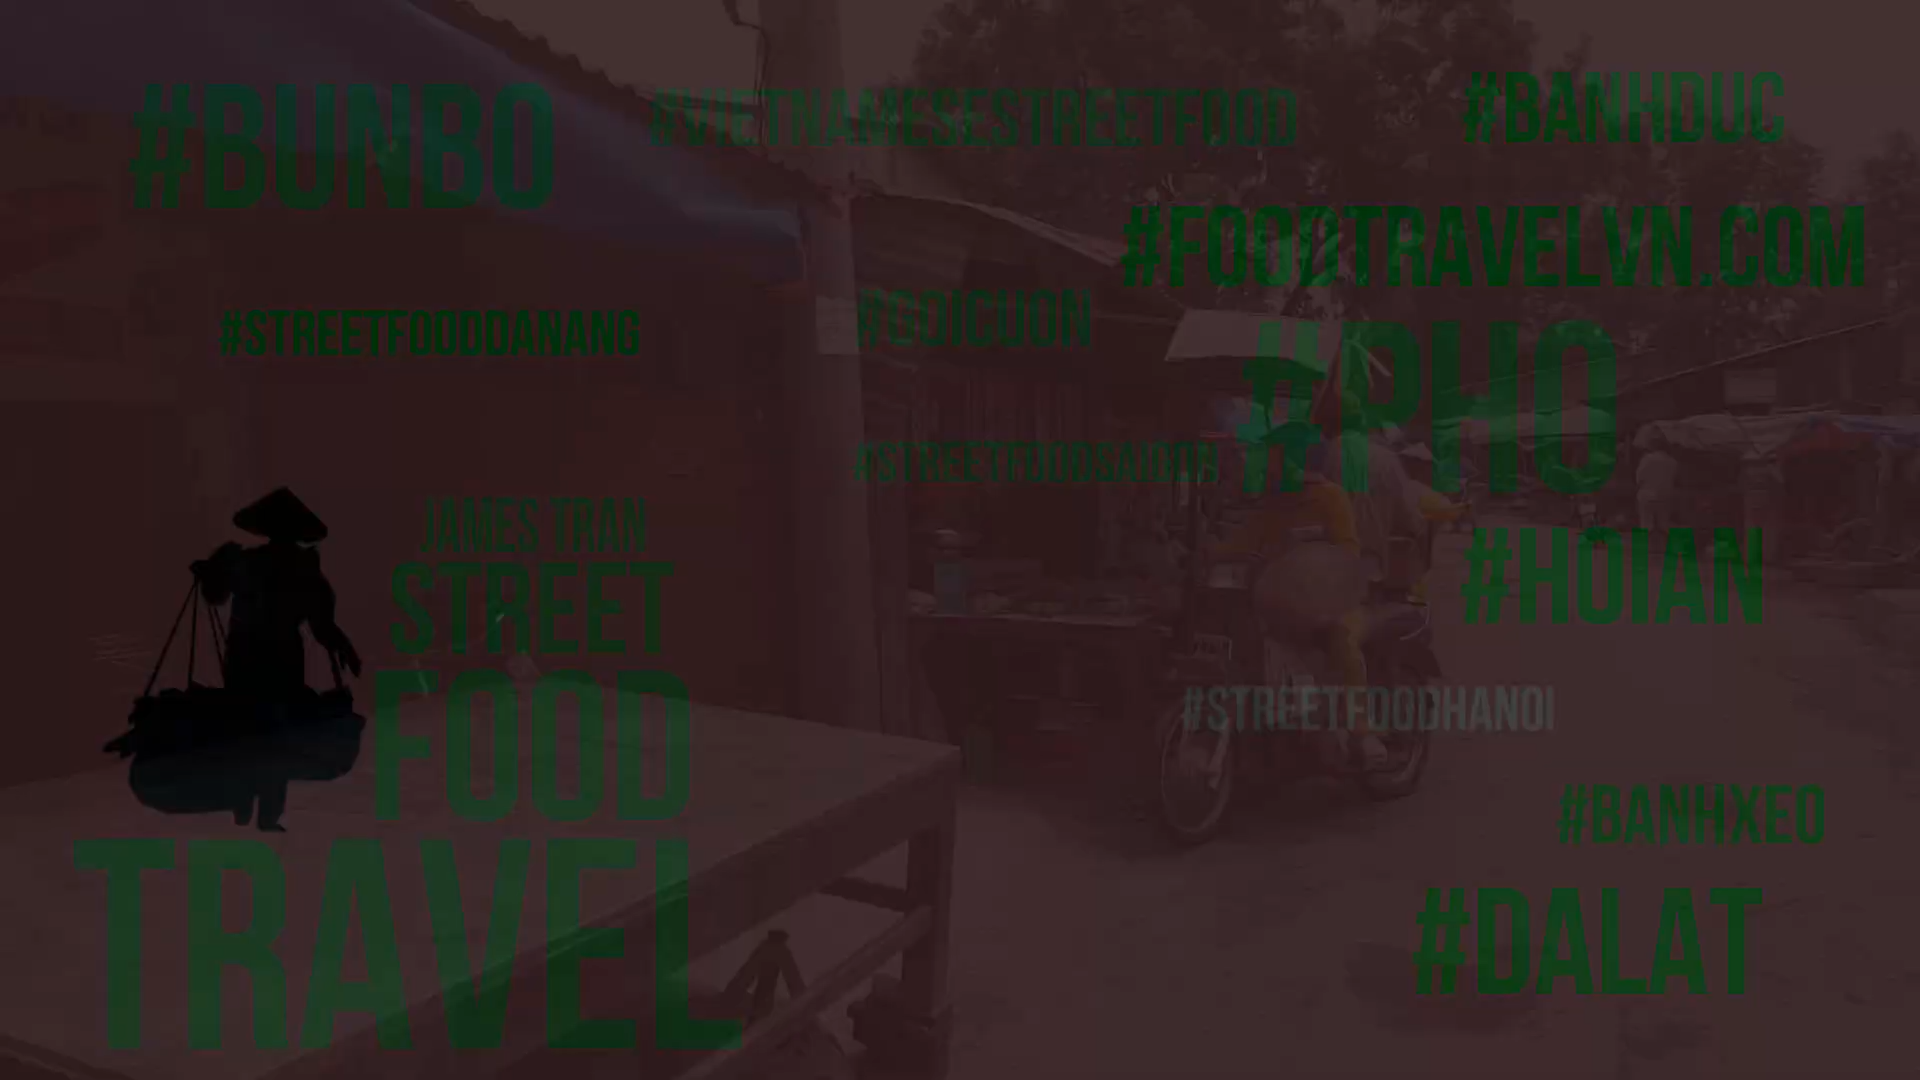 #BUNBO
#VIETNAMESESTREETFOOD
#BANHDUC
#FOODTRAVELVN.COM
#STREETFOODDANANG
#GOICUON
#PHO
#STREETFOODSAIGON
JAMES TRAN
STREET
FOOD
TRAVEL
#HOIAN
#STREETFOODHANOI
#BANHXEO
#DALAT